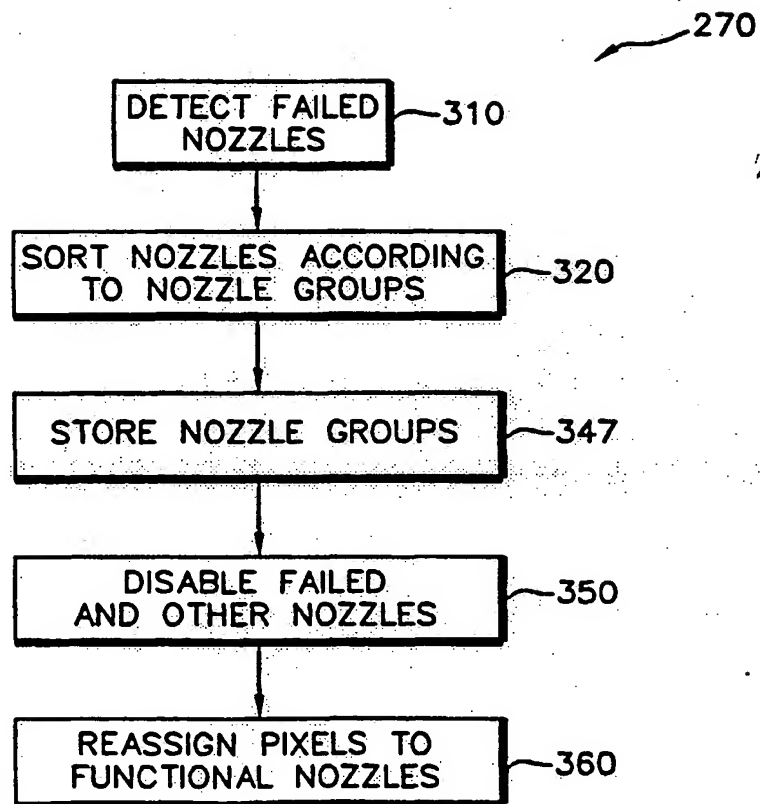 270
DETECT FAILED
NOZZLES
310
SORT NOZZLES ACCORDING
TO NOZZLE GROUPS
320
STORE NOZZLE GROUPS
347
DISABLE FAILED
AND OTHER NOZZLES
350
REASSIGN PIXELS TO
FUNCTIONAL NOZZLES
360